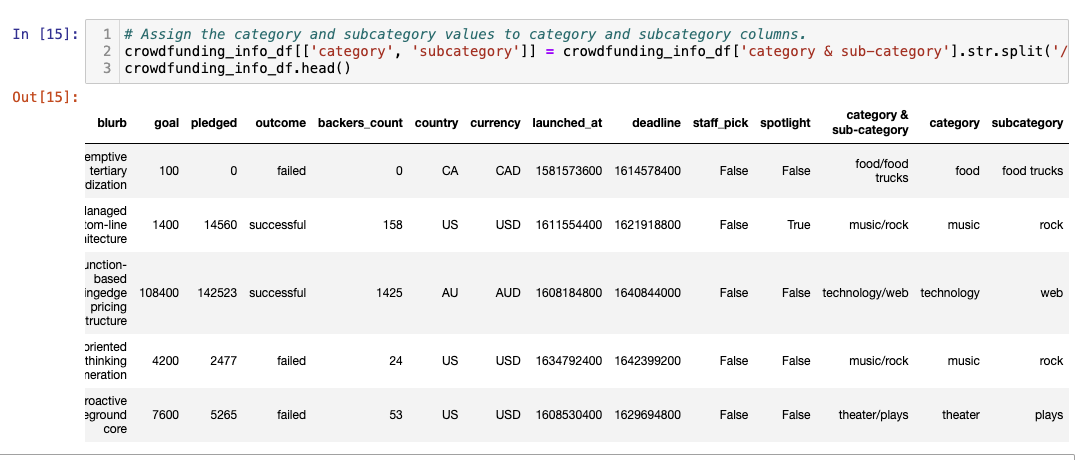 In [15]:
1 # Assign the category and subcategory values to category and subcategory columns.
2 crowdfunding_info_df[['category', 'subcategory']] = crowdfunding_info_df['category & sub-category'].str.split('/
3 crowdfunding_info_df.head()
Out[15]:
blurb goal pledged outcome backers_count country currency launched_at deadline staff_pick spotlight category & sub-category category subcategory
emptive
tertiary
dization
100 0 failed 0 CA CAD 1581573600 1614578400 False False food/food trucks food food trucks
lanaged
tom-line
itecture
1400 14560 successful 158 US USD 1611554400 1621918800 False True music/rock music rock
unction-
based
ingedge
pricing
tructure
108400 142523 successful 1425 AU AUD 1608184800 1640844000 False False technology/web technology web
oriented
thinking
neration
4200 2477 failed 24 US USD 1634792400 1642399200 False False music/rock music rock
roactive
eground
core
7600 5265 failed 53 US USD 1608530400 1629694800 False False theater/plays theater plays